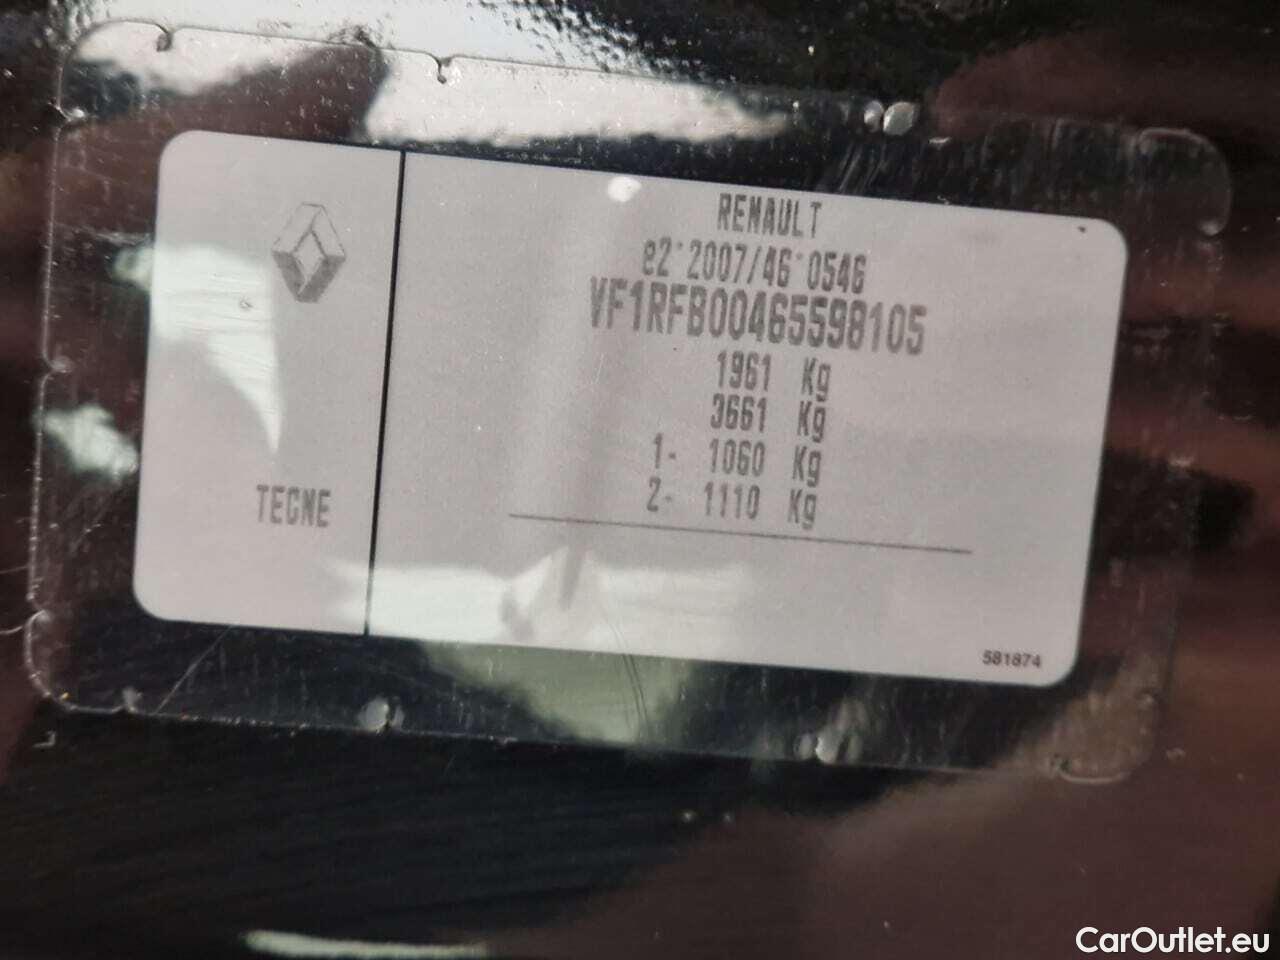 RENAULT
e2*2007/46*0546
VF1RFB00465598105
1961 Kg
3661 Kg
1- 1060 Kg
2- 1110 Kg
TECNE
581874
CarOutlet.eu